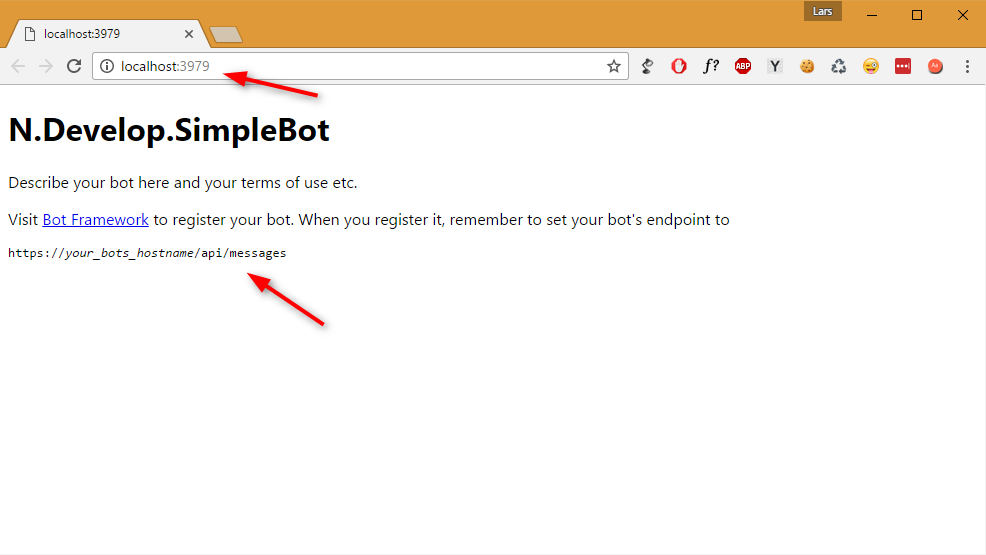 Lars
localhost:3979
localhost:3979
f? ABP Y
N.Develop.SimpleBot
Describe your bot here and your terms of use etc.
Visit Bot Framework to register your bot. When you register it, remember to set your bot's endpoint to
https://your_bots_hostname/api/messages